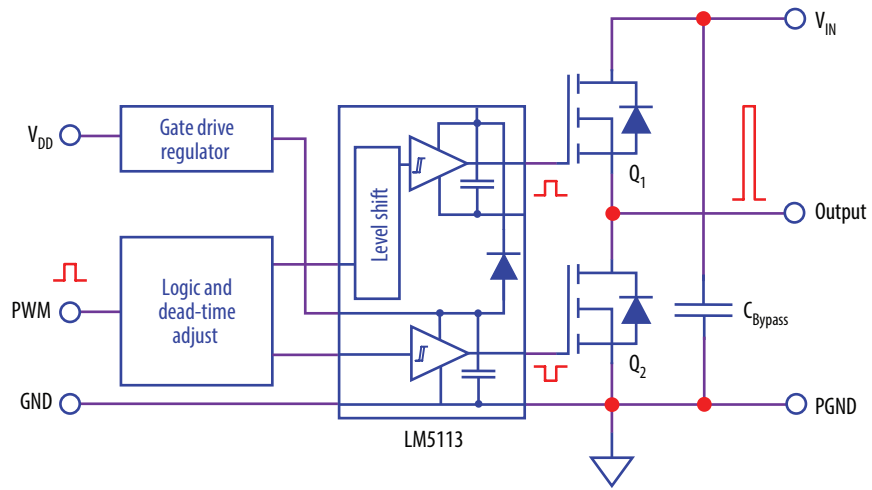 V_IN
V_DD
Gate drive
regulator
Q_1
Level shift
Output
Logic and
dead-time
adjust
PWM
C_Bypass
Q_2
GND
PGND
LM5113